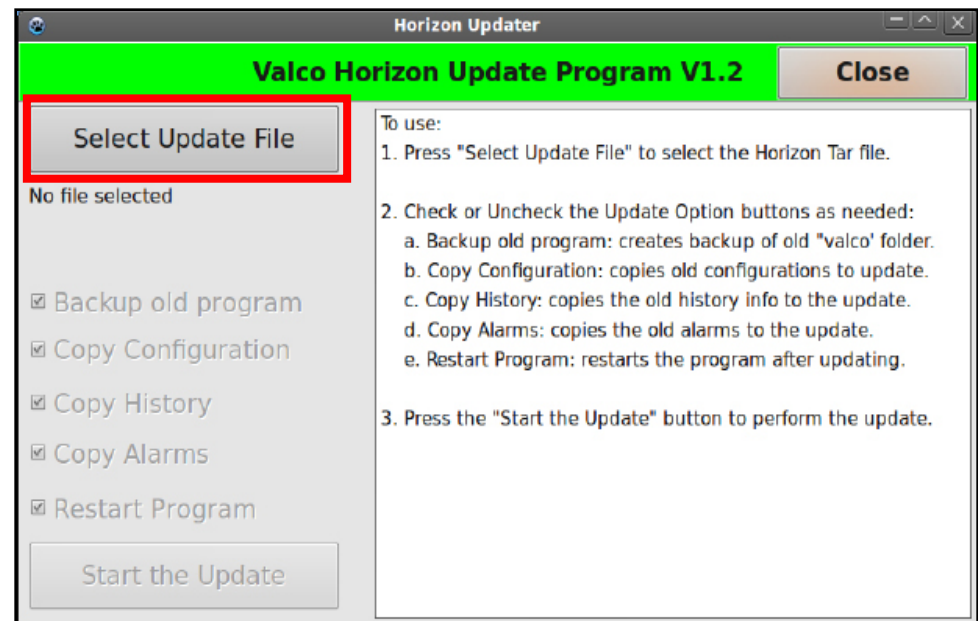 Horizon Updater
Valco Horizon Update Program V1.2
Close
Select Update File
No file selected
Backup old program
Copy Configuration
Copy History
Copy Alarms
Restart Program
Start the Update
To use:
1. Press "Select Update File" to select the Horizon Tar file.
2. Check or Uncheck the Update Option buttons as needed:
a. Backup old program: creates backup of old "valco' folder.
b. Copy Configuration: copies old configurations to update.
c. Copy History: copies the old history info to the update.
d. Copy Alarms: copies the old alarms to the update.
e. Restart Program: restarts the program after updating.
3. Press the "Start the Update" button to perform the update.